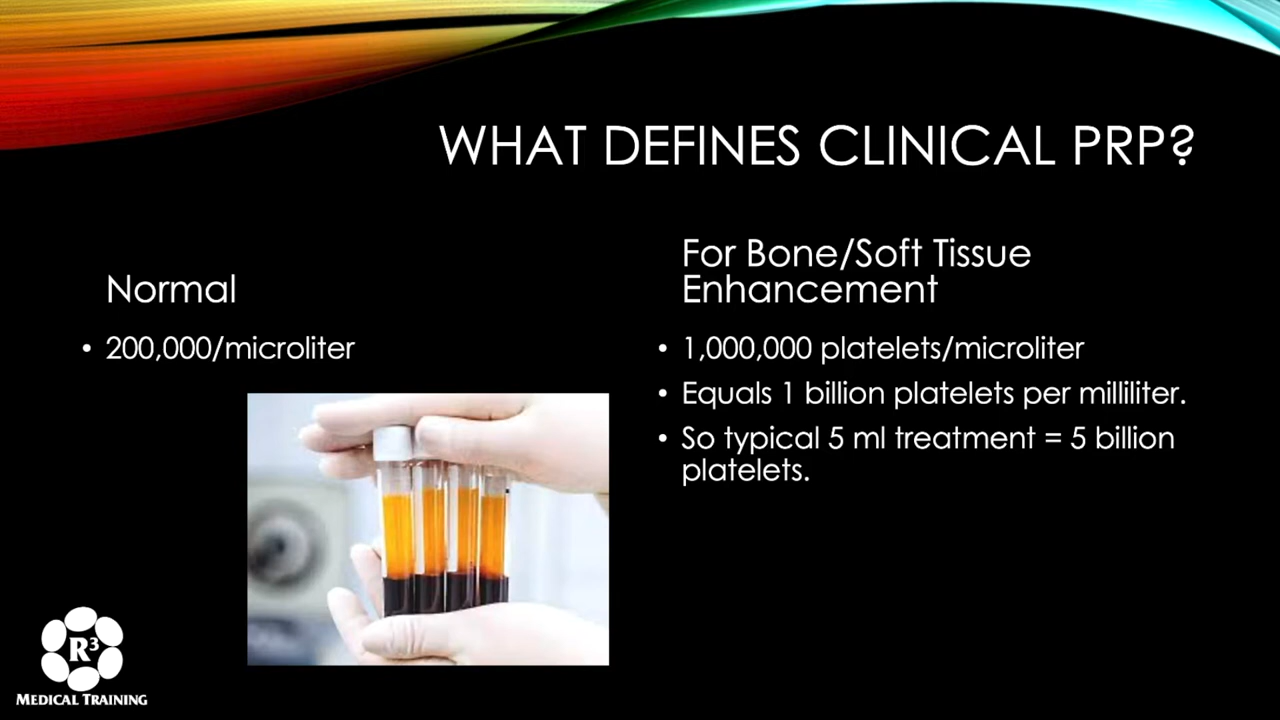 WHAT DEFINES CLINICAL PRP?
Normal
• 200,000/microliter
For Bone/Soft Tissue
Enhancement
• 1,000,000 platelets/microliter
• Equals 1 billion platelets per milliliter.
• So typical 5 ml treatment = 5 billion
platelets.
R³
MEDICAL TRAINING